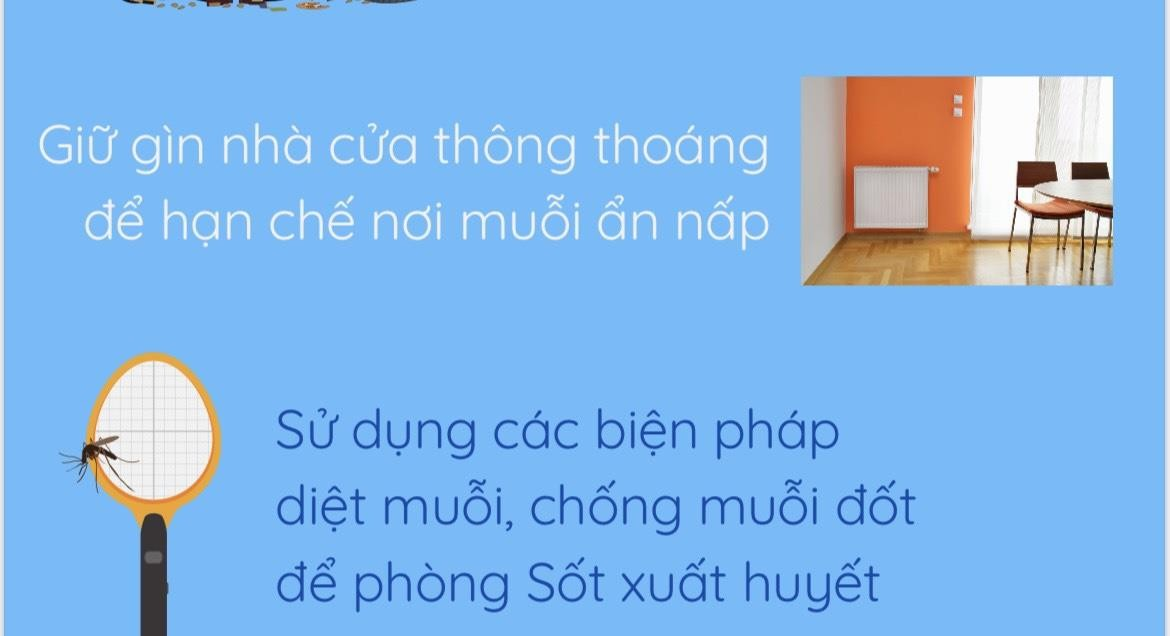 Giữ gìn nhà cửa thông thoáng
để hạn chế nơi muỗi ẩn nấp
Sử dụng các biện pháp
diệt muỗi, chống muỗi đốt
để phòng Sốt xuất huyết